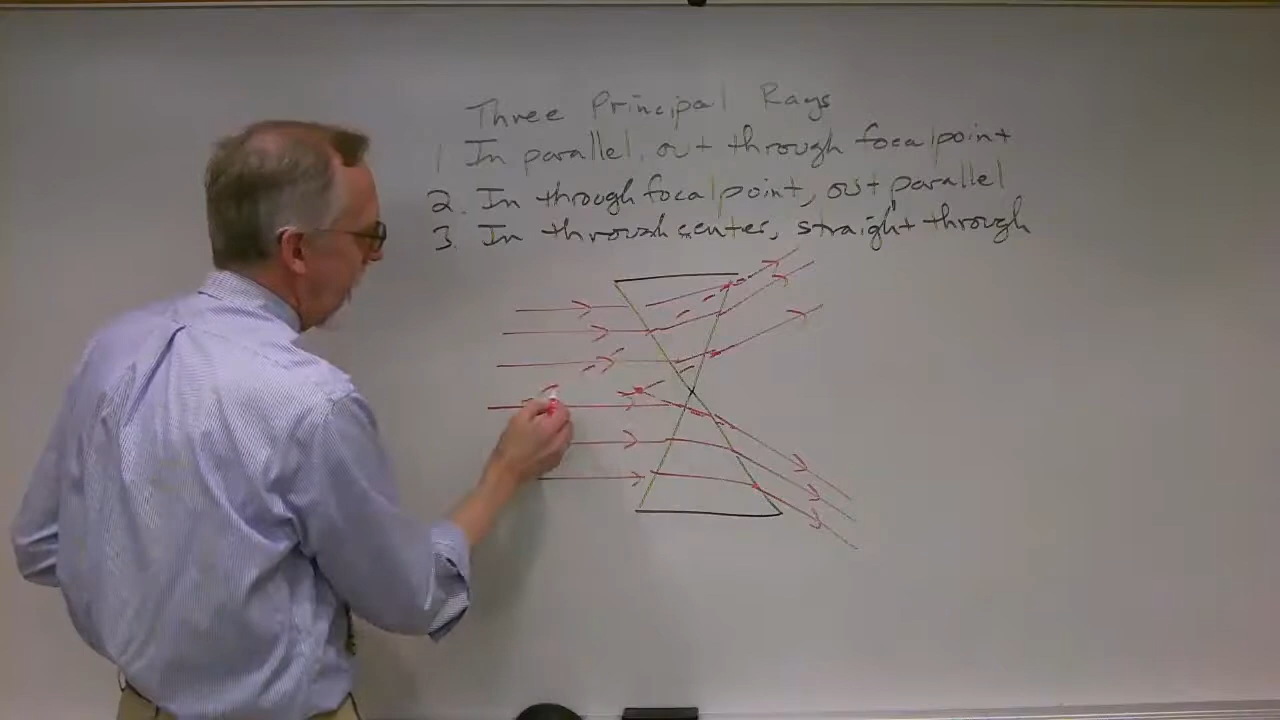 Three Principal Rays
1 In parallel, out through focal point
2. In through focal point, out parallel
3. In through center, straight through